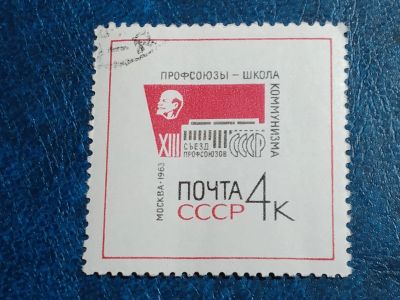 ПРОФСОЮЗЫ – ШКОЛА
КОММУНИЗМА
XIII
СЪЕЗД
ПРОФСОЮЗОВ
СССР
МОСКВА·1963
ПОЧТА
СССР
4к